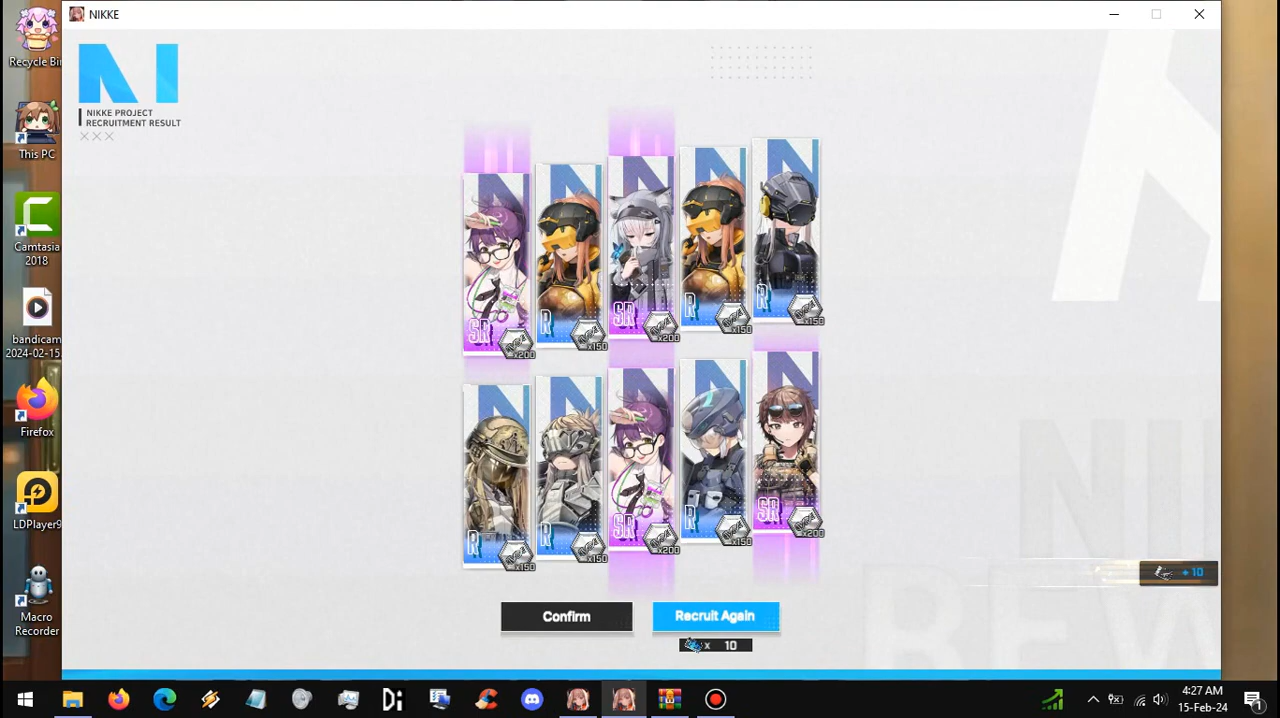 NIKKE
Recycle Bin
NIKKE PROJECT
RECRUITMENT RESULT
This PC
Camtasia
2018
SR
x200
R
x150
SR
x200
R
x150
R
x150
bandicam
2024-02-15
Firefox
R
x150
R
x150
SR
x200
R
x150
SR
x200
LDPlayer9
+ 10
Confirm
Recruit Again
x 10
Macro
Recorder
Di
4:27 AM
15-Feb-24
1